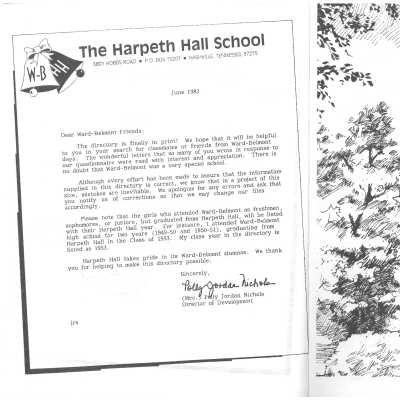 W-B
HH
The Harpeth Hall School
3801 HOBBS ROAD • P.O. BOX 15207 • NASHVILLE, TENNESSEE 37215
June 1982
Dear Ward-Belmont Friends:
The directory is finally in print! We hope that it will be helpful
to you in your search for classmates or friends from Ward-Belmont
days. The wonderful letters that so many of you wrote in response to
our questionnaire were read with interest and appreciation. There is
no doubt that Ward-Belmont was a very special school.
Although every effort has been made to ensure that the information
supplied in this directory is correct, we know that in a project of this
size, mistakes are inevitable. We apologize for any errors and ask that
you notify us of corrections so that we may change our files
accordingly.
Please note that the girls who attended Ward-Belmont as freshmen,
sophomores, or juniors, but graduated from Harpeth Hall, will be listed
with their Harpeth Hall year. For instance, I attended Ward-Belmont
high school for two years (1949-50 and 1950-51), graduating from
Harpeth Hall in the Class of 1953. My class year in the directory is
listed as 1953.
Harpeth Hall takes pride in its Ward-Belmont alumnae. We thank
you for helping to make this directory possible.
Sincerely,
Polly Jordan Nichols
(Mrs.) Polly Jordan Nichols
Director of Development